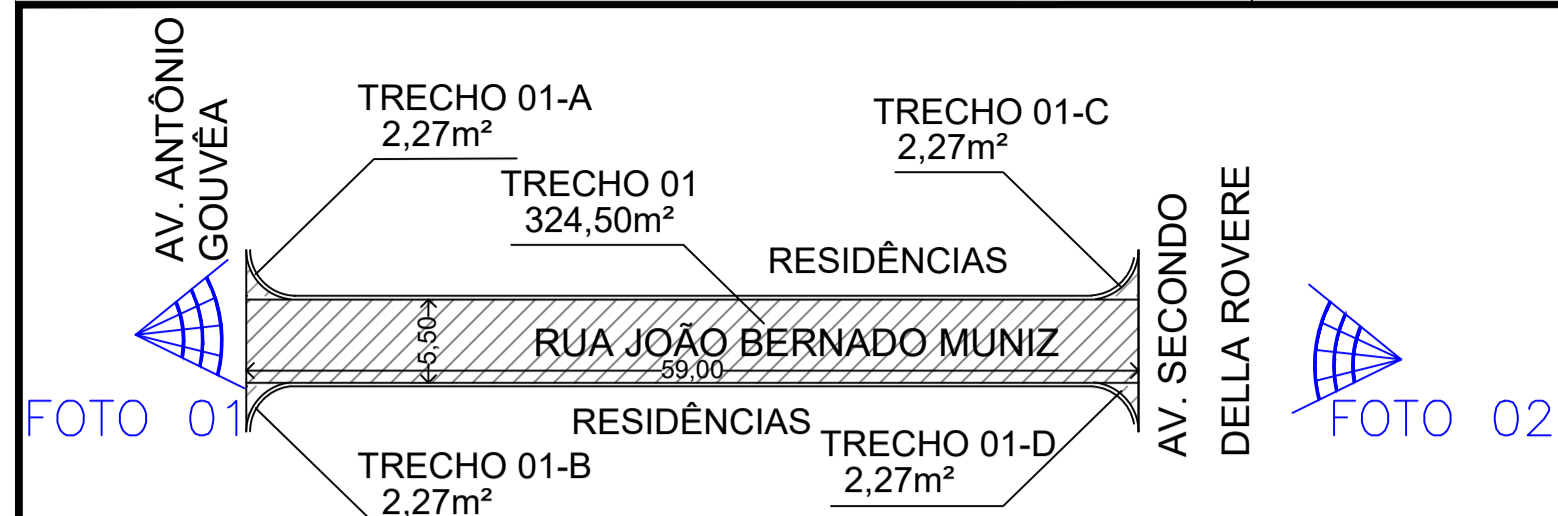 AV. ANTÔNIO
GOUVÊA
TRECHO 01-A
2,27m²
TRECHO 01-C
2,27m²
TRECHO 01
324,50m²
RESIDÊNCIAS
AV. SECONDO
DELLA ROVERE
5,50
RUA JOÃO BERNADO MUNIZ
59,00
FOTO 01
RESIDÊNCIAS
FOTO 02
TRECHO 01-B
2,27m²
TRECHO 01-D
2,27m²